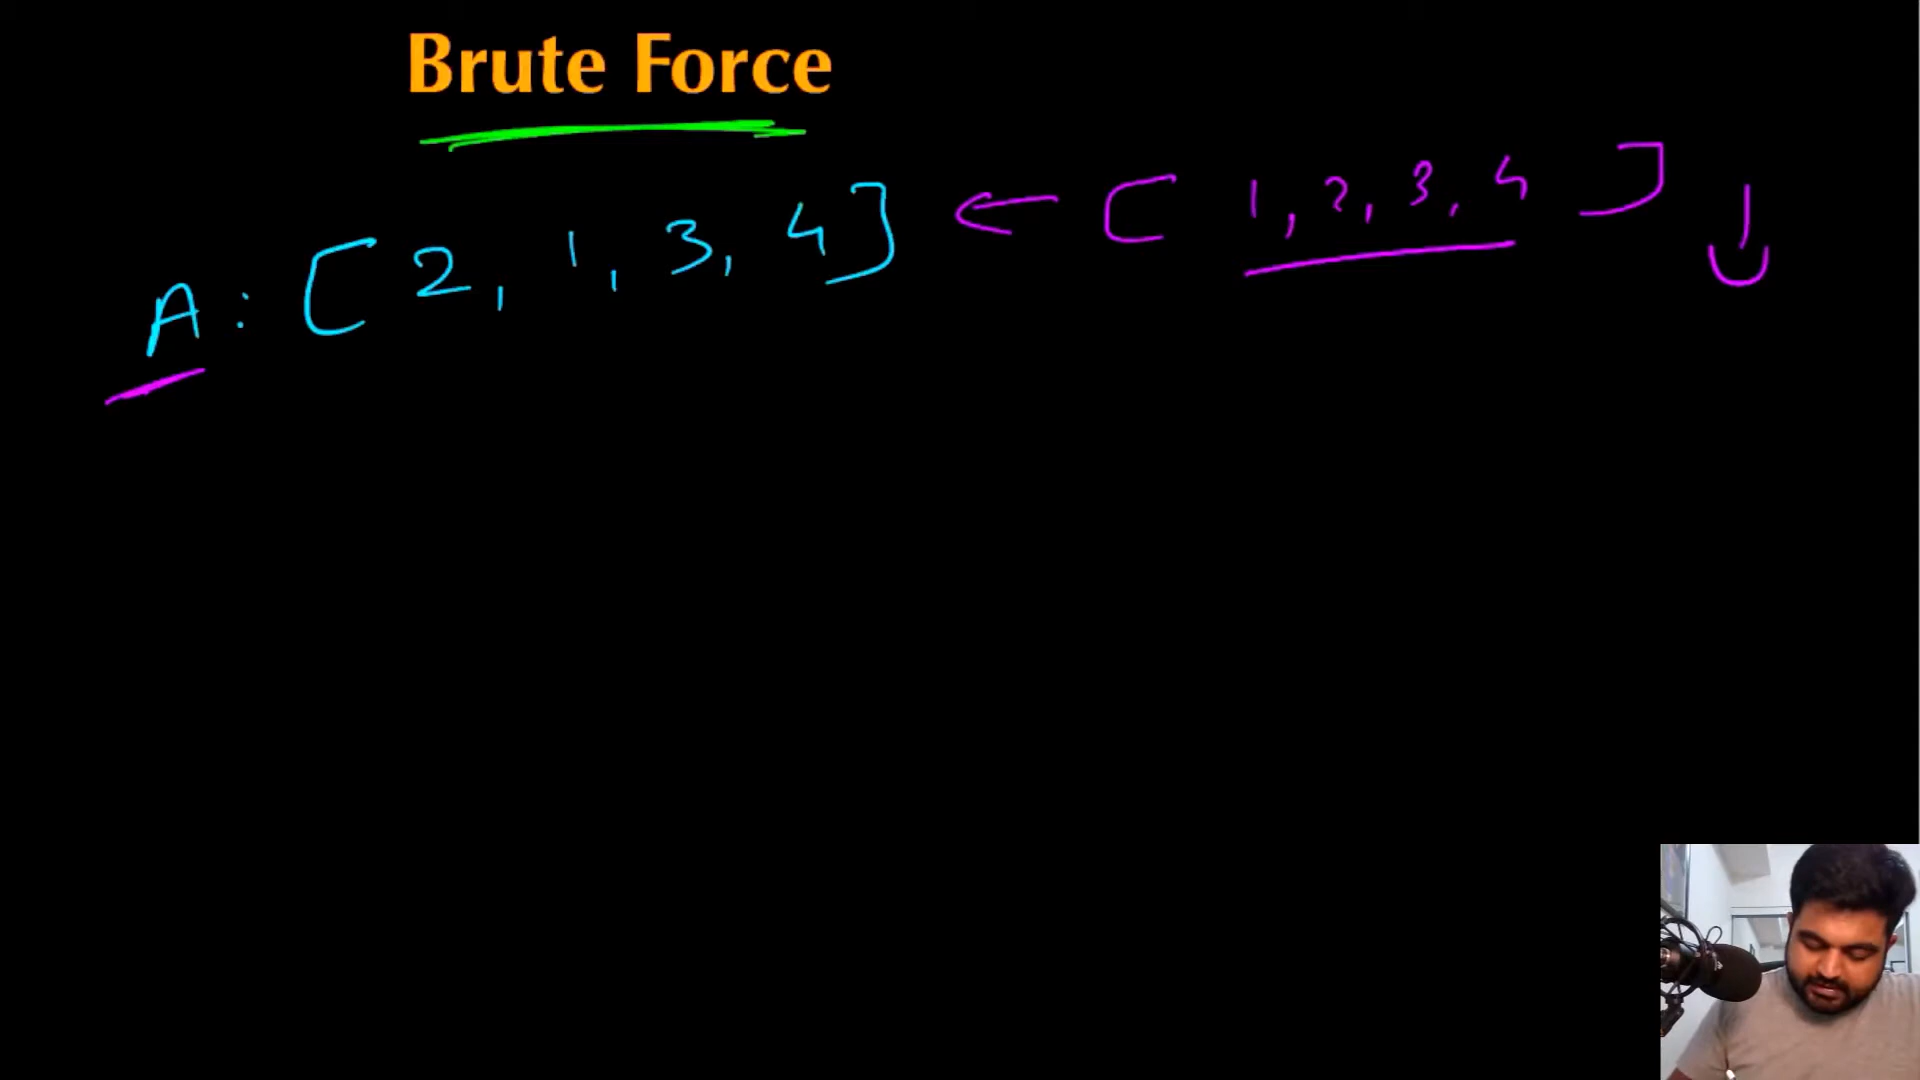 Brute Force
A: [2, 1, 3, 4] ← [1, 2, 3, 4]